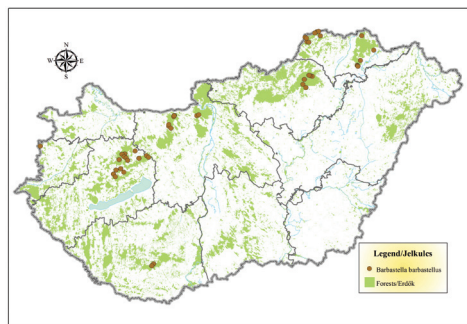 N
W E
S
Legend/Jelkulcs
Barbastella barbastellus
Forests/Erdők